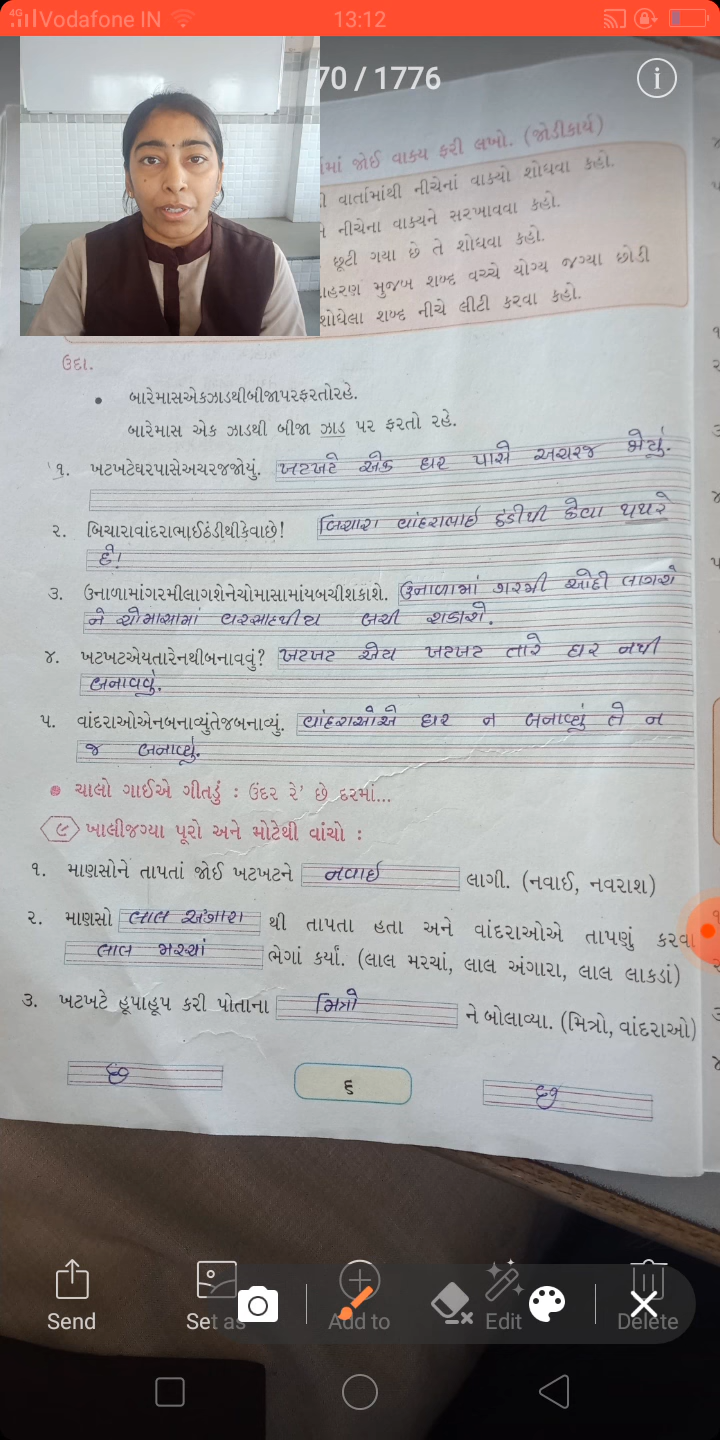 4G Vodafone IN 13:12
70 / 1776
માં જોઈ વાક્ય ફરી લખો. (જોડીકાર્ય)
વાર્તામાંથી નીચેનાં વાક્યો શોધવા કહો.
નીચેના વાક્યને સરખાવવા કહો.
છૂટી ગયા છે તે શોધવા કહો.
હરણ મુજબ શબ્દ વચ્ચે યોગ્ય જગ્યા છોડી
શોધેલા શબ્દ નીચે લીટી કરવા કહો.
ઉદા.
• બારેમાસએકઝાડથીબીજાપરફરતોરહે.
બારેમાસ એક ઝાડથી બીજા ઝાડ પર ફરતો રહે.
૧. ખટખટેઘરપાસેઅચરજજોયું. ખટખટે એક ઘર પાસે અચરજ જોયું.
૨. બિચારાવાંદરાભાઈઠંડીથીકેવાછે! બિચારા વાંદરાભાઈ ઠંડીથી કેવા થથરે
છે!
૩. ઉનાળામાંગરમીલાગશેનેચોમાસામાંયબચીશકાશે. ઉનાળામાં ગરમી ઓછી લાગશે
ને ચોમાસામાં વરસાદથીય બચી શકાશે.
૪. ખટખટએયતારેનથીબનાવવું? ખટખટ એય ખટખટ તારે ઘર નથી
બનાવવું.
૫. વાંદરાઓએનબનાવ્યુંતેજબનાવ્યું. વાંદરાઓએ ઘર ન બનાવ્યું તે ન
જ બનાવ્યું.
• ચાલો ગાઈએ ગીતડું : ઉંદર રે' છે દરમાં...
૯ ખાલીજગ્યા પૂરો અને મોટેથી વાંચો :
૧. માણસોને તાપતાં જોઈ ખટખટને નવાઈ લાગી. (નવાઈ, નવરાશ)
૨. માણસો લાલ અંગારા થી તાપતા હતા અને વાંદરાઓએ તાપણું કરવા
લાલ મરચાં ભેગાં કર્યાં. (લાલ મરચાં, લાલ અંગારા, લાલ લાકડાં)
૩. ખટખટે હૂપાહૂપ કરી પોતાના મિત્રો ને બોલાવ્યા. (મિત્રો, વાંદરાઓ)
છ ૬ છ
Send Set as Add to Edit Delete